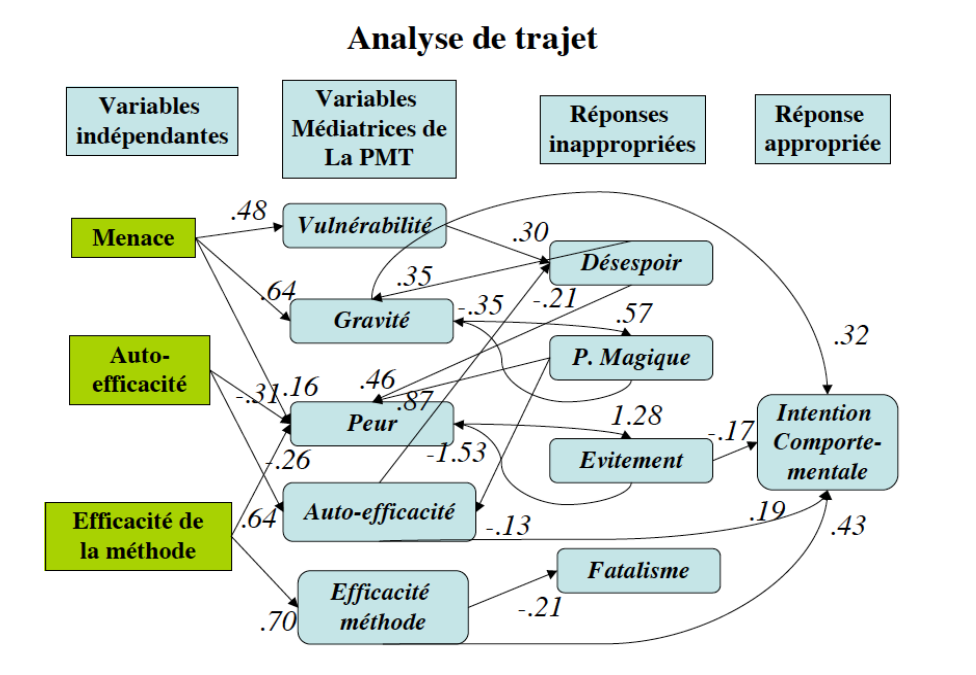 Analyse de trajet
Variables
indépendantes
Variables
Médiatrices de
La PMT
Réponses
inappropriées
Réponse
appropriée
Menace
.48
Vulnérabilité
.30
Désespoir
.64
.35
Gravité
-.35
-.21
.57
P. Magique
.32
Auto-
efficacité
-.31
.16
.46
.87
Peur
1.28
-.17
Intention
Comporte-
mentale
-.26
-1.53
Evitement
Efficacité de
la méthode
.64
Auto-efficacité
-.13
.19
.43
Fatalisme
-.21
.70
Efficacité
méthode